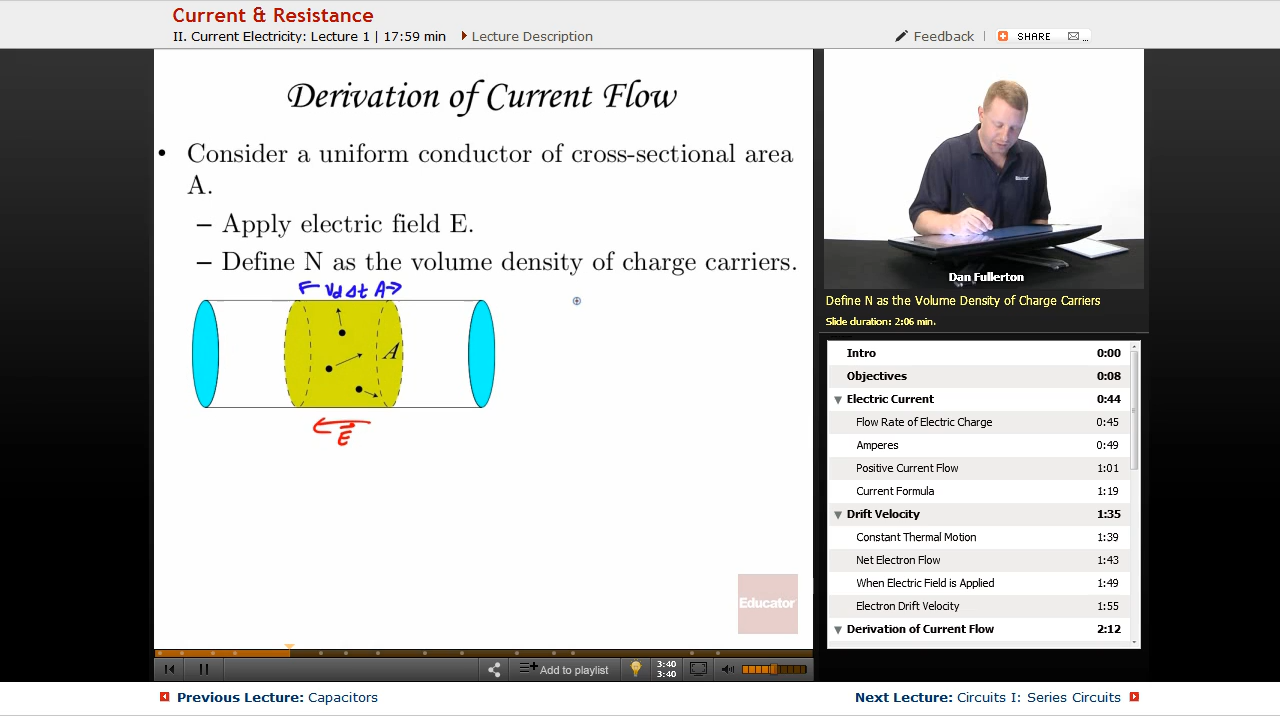 Current & Resistance
II. Current Electricity: Lecture 1 | 17:59 min Lecture Description
Feedback | SHARE ...
Derivation of Current Flow
• Consider a uniform conductor of cross-sectional area
A.
– Apply electric field E.
– Define N as the volume density of charge carriers.
Vd Δt A
A
E
Educator
Dan Fullerton
Define N as the Volume Density of Charge Carriers
Slide duration: 2:06 min.
Intro 0:00
Objectives 0:08
Electric Current 0:44
Flow Rate of Electric Charge 0:45
Amperes 0:49
Positive Current Flow 1:01
Current Formula 1:19
Drift Velocity 1:35
Constant Thermal Motion 1:39
Net Electron Flow 1:43
When Electric Field is Applied 1:49
Electron Drift Velocity 1:55
Derivation of Current Flow 2:12
Add to playlist
3:40
3:40
Previous Lecture: Capacitors
Next Lecture: Circuits I: Series Circuits